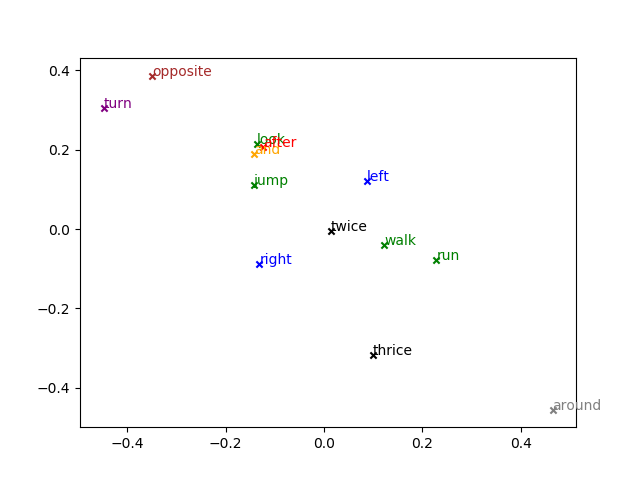 0.4
0.2
0.0
−0.2
−0.4
−0.4
−0.2
0.0
0.2
0.4
opposite
turn
look
after
and
jump
left
twice
walk
run
right
thrice
around